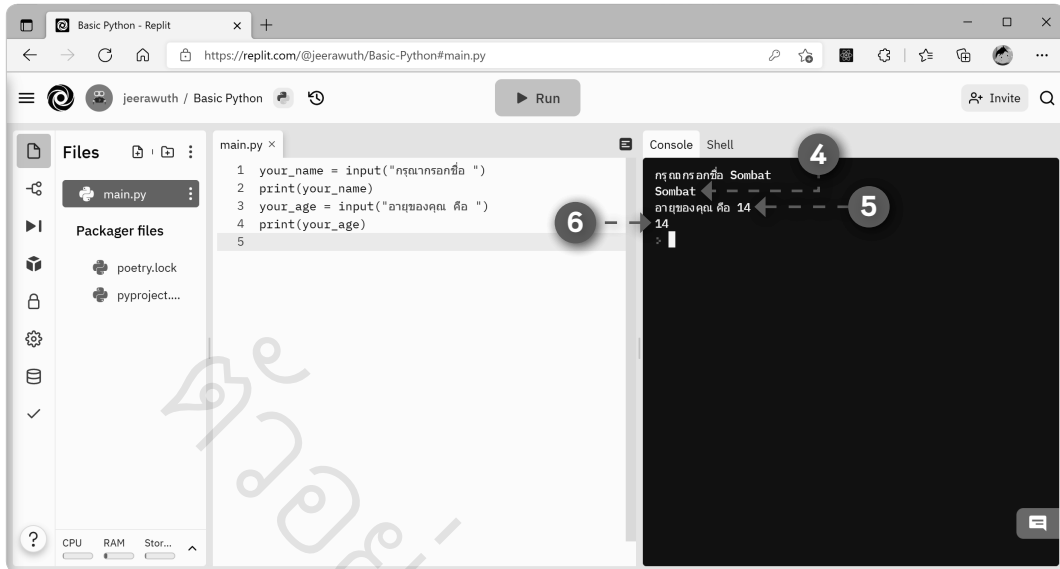 Basic Python - Replit
https://replit.com/@jeerawuth/Basic-Python#main.py
jeerawuth / Basic Python
Run
Invite
Files
main.py
Packager files
poetry.lock
pyproject....
CPU RAM Stor...
main.py
1 your_name = input("กรุณากรอกชื่อ ")
2 print(your_name)
3 your_age = input("อายุของคุณ คือ ")
4 print(your_age)
5
Console Shell
กรุณากรอกชื่อ Sombat
Sombat
อายุของคุณ คือ 14
14
4
5
6
ตัวอย่